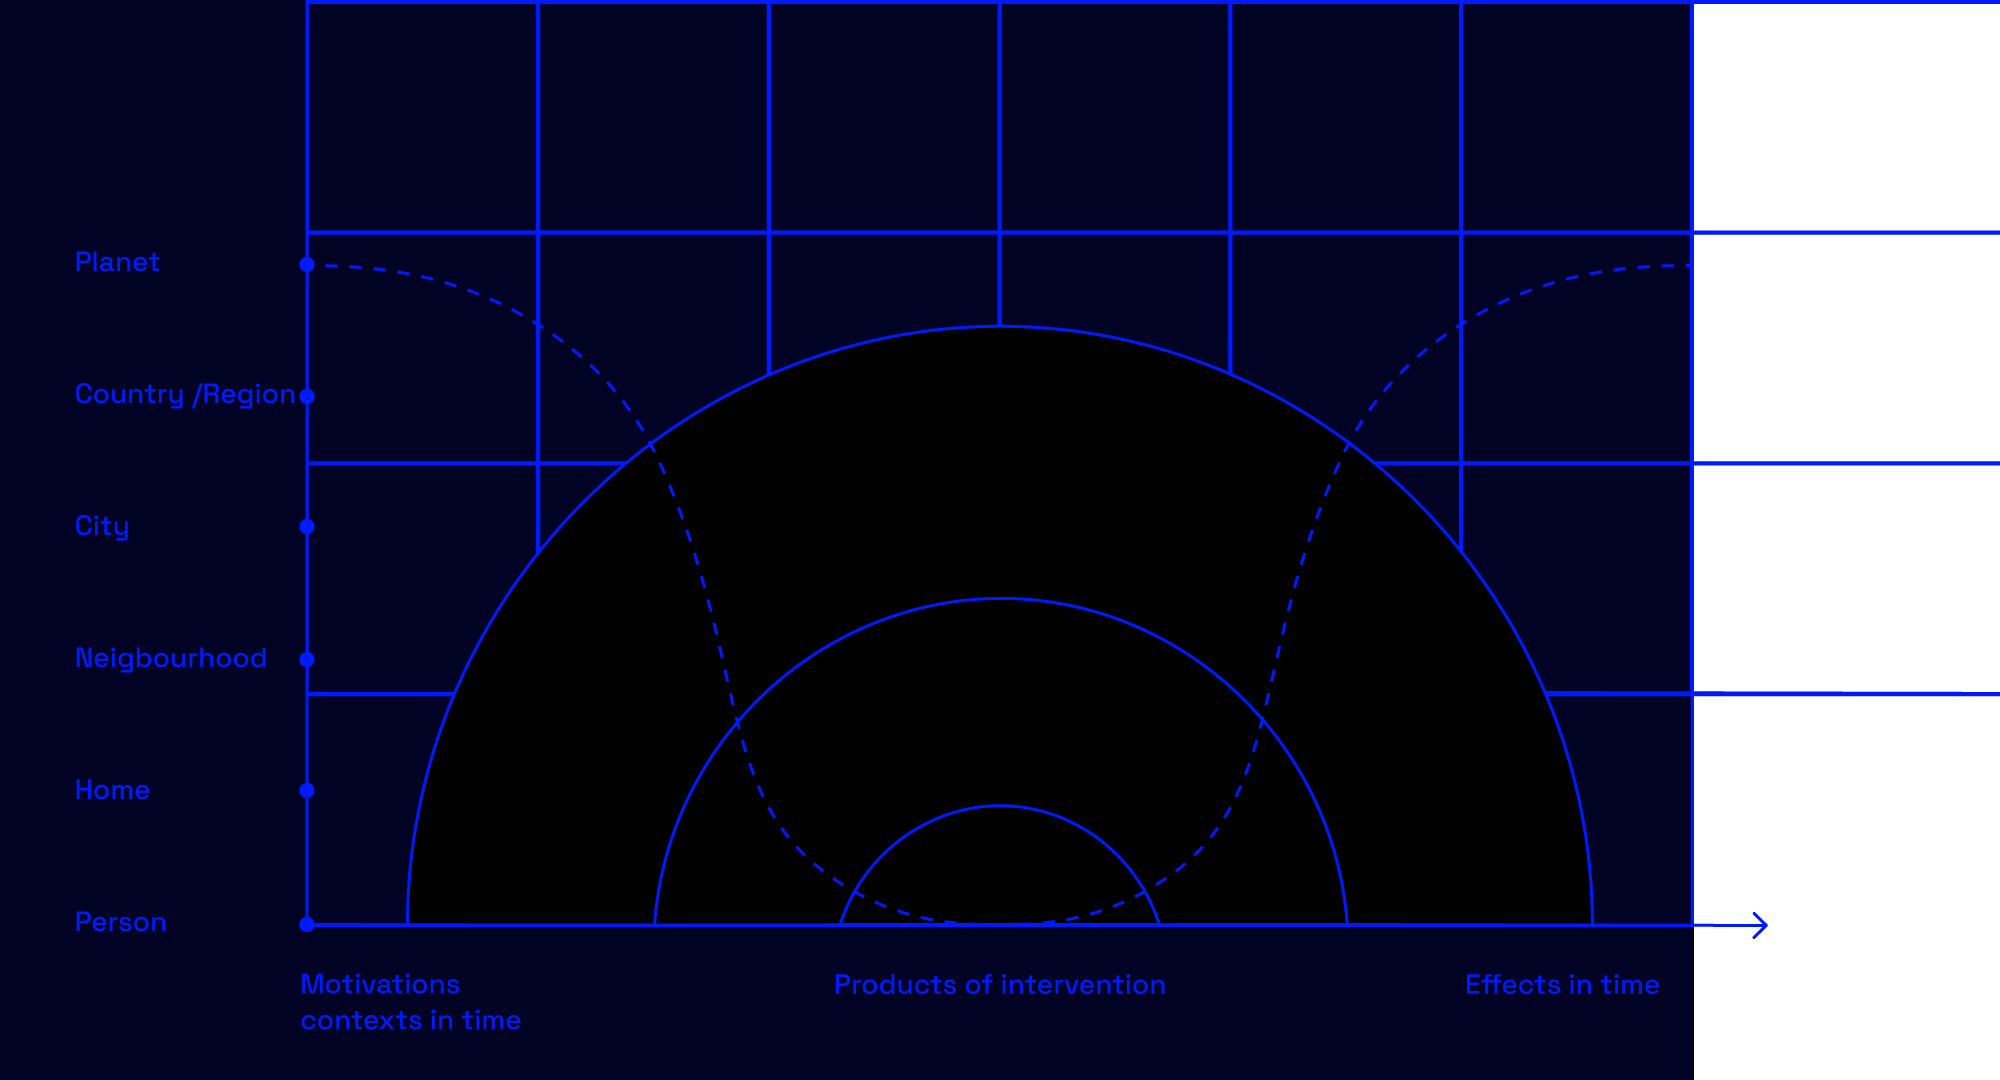 Planet
Country /Region
City
Neigbourhood
Home
Person
Motivations
contexts in time
Products of intervention
Effects in time